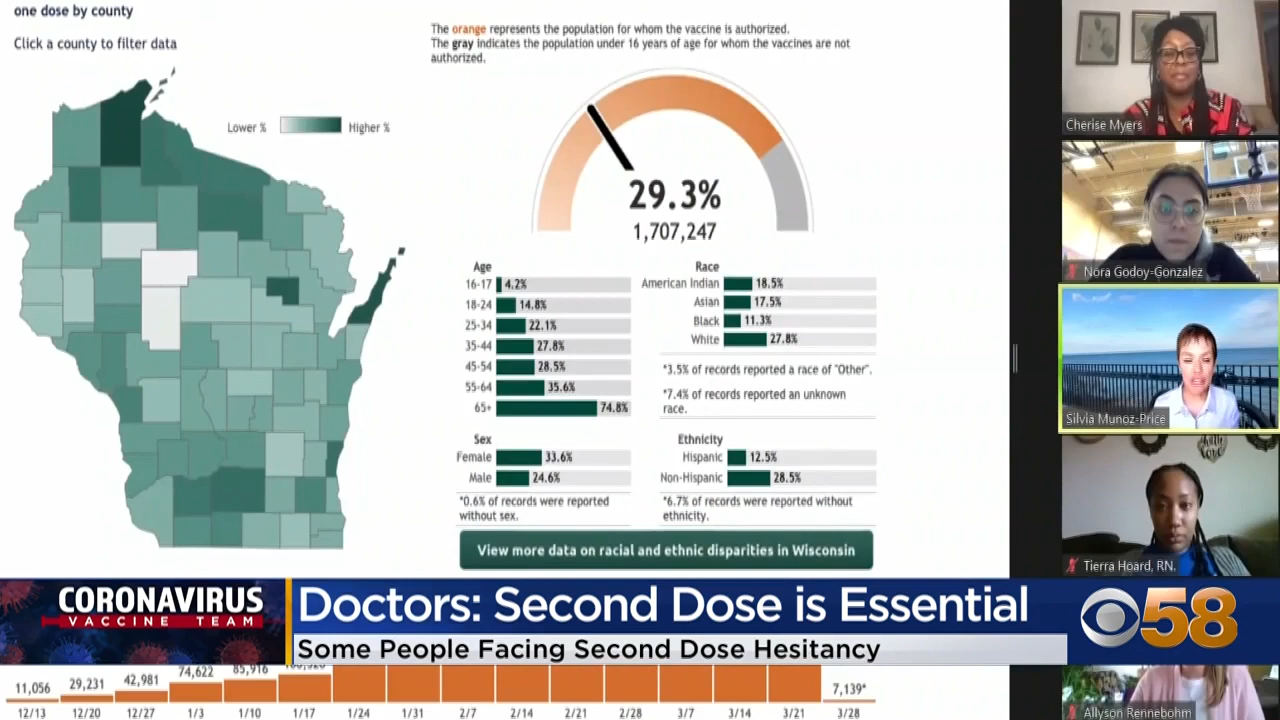 one dose by county
Click a county to filter data
Lower %
Higher %
The orange represents the population for whom the vaccine is authorized.
The gray indicates the population under 16 years of age for whom the vaccines are not
authorized.
29.3%
1,707,247
Age
16-17 4.2%
18-24 14.8%
25-34 22.1%
35-44 27.8%
45-54 28.5%
55-64 35.6%
65+ 74.8%
Race
American Indian 18.5%
Asian 17.5%
Black 11.3%
White 27.8%
*3.5% of records reported a race of "Other".
*7.4% of records reported an unknown
race.
Sex
Female 33.6%
Male 24.6%
*0.6% of records were reported
without sex.
Ethnicity
Hispanic 12.5%
Non-Hispanic 28.5%
*6.7% of records were reported without
ethnicity.
View more data on racial and ethnic disparities in Wisconsin
Cherise Myers
Nora Godoy-Gonzalez
Silvia Munoz-Price
Tierra Hoard, RN.
CORONAVIRUS
VACCINE TEAM
Doctors: Second Dose is Essential
Some People Facing Second Dose Hesitancy
CBS 58
11,056
29,231
42,981
74,622
85,916
7,139*
12/13 12/20 12/27 1/3 1/10 1/17 1/24 1/31 2/7 2/14 2/21 2/28 3/7 3/14 3/21 3/28
Allyson Rennebohm